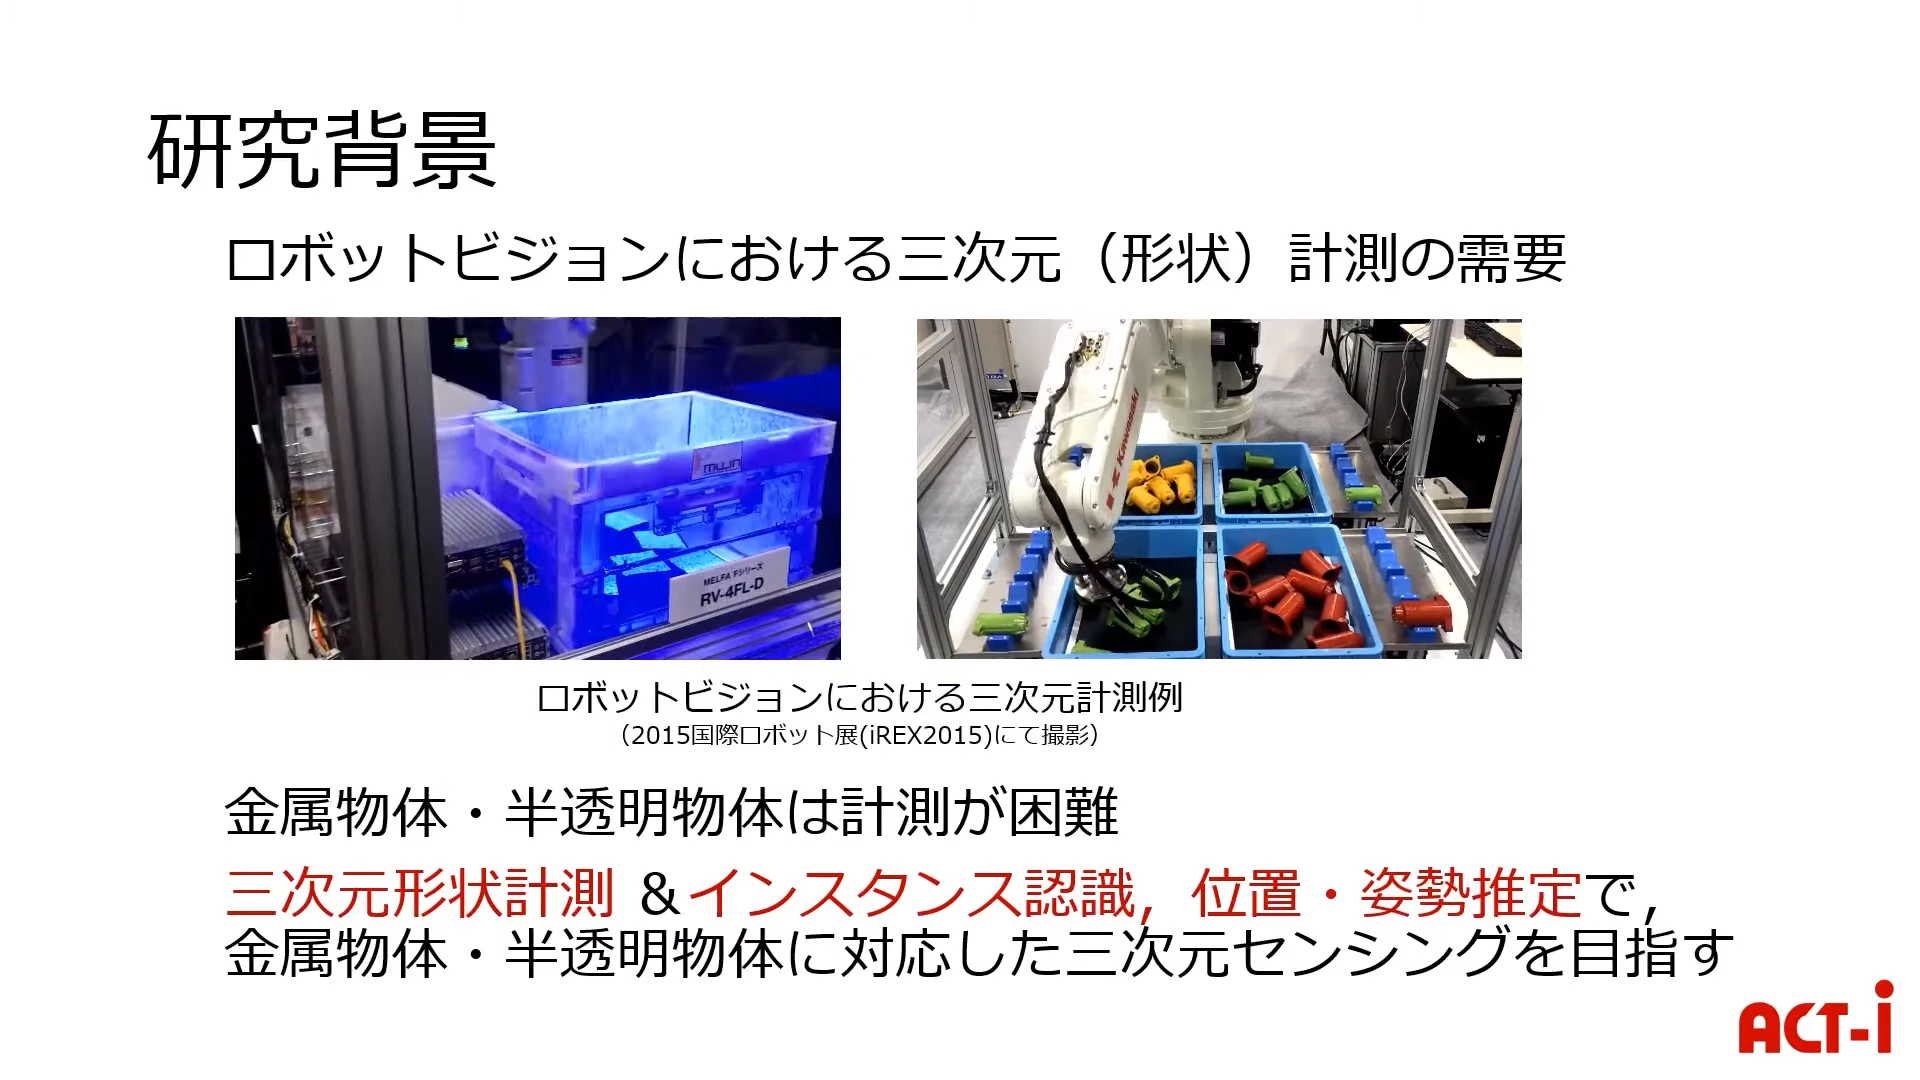 研究背景
ロボットビジョンにおける三次元（形状）計測の需要
mujin
MELFA Fシリーズ
RV-4FL-D
Kawasaki
ロボットビジョンにおける三次元計測例
（2015国際ロボット展(iREX2015)にて撮影）
金属物体・半透明物体は計測が困難
三次元形状計測 ＆インスタンス認識，位置・姿勢推定で，
金属物体・半透明物体に対応した三次元センシングを目指す
ACT-i